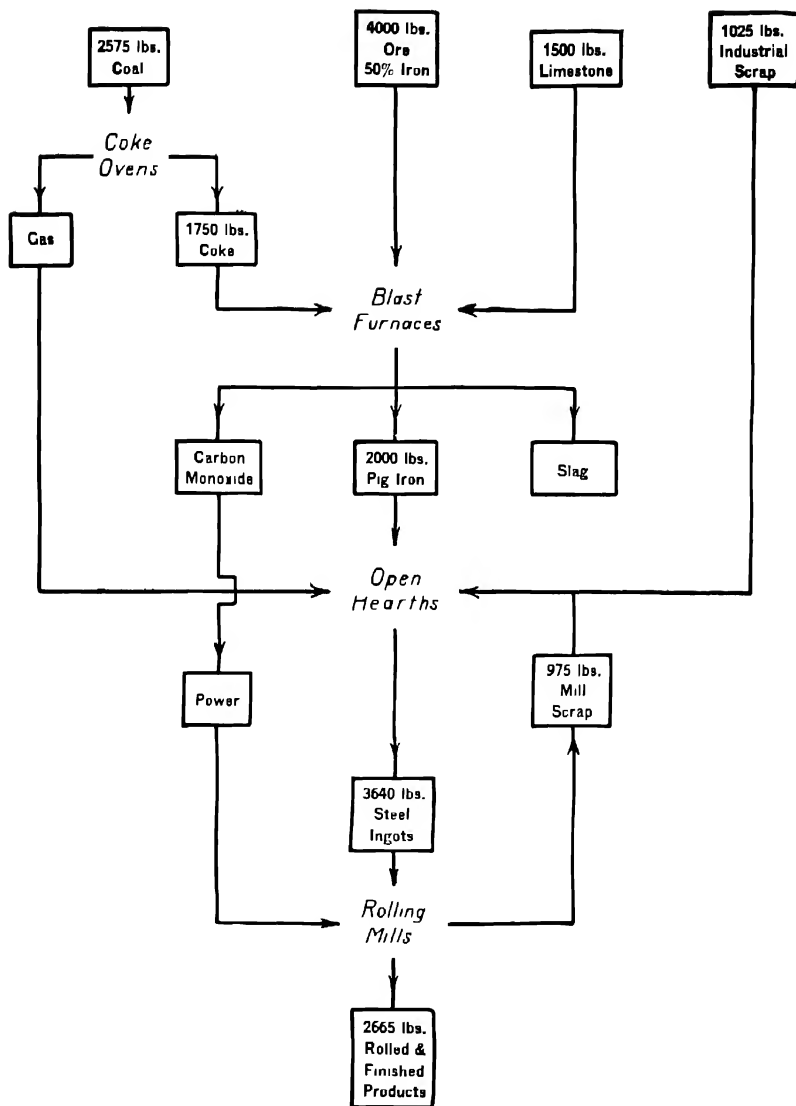 2575 lbs.
Coal
4000 lbs.
Ore
50% Iron
1500 lbs.
Limestone
1025 lbs.
Industrial
Scrap
Coke
Ovens
Gas
1750 lbs.
Coke
Blast
Furnaces
Carbon
Monoxide
2000 lbs.
Pig Iron
Slag
Open
Hearths
Power
975 lbs.
Mill
Scrap
3640 lbs.
Steel
Ingots
Rolling
Mills
2665 lbs.
Rolled &
Finished
Products